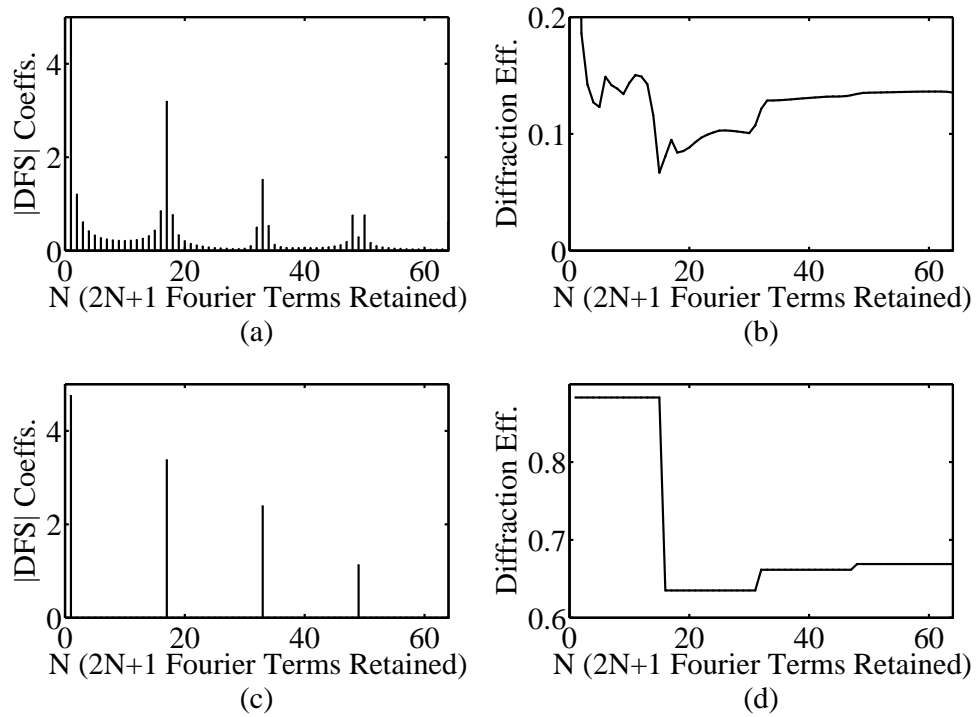 |DFS| Coeffs.
4
2
0
0 20 40 60
N (2N+1 Fourier Terms Retained)
(a)
Diffraction Eff.
0.2
0.1
0
0 20 40 60
N (2N+1 Fourier Terms Retained)
(b)
|DFS| Coeffs.
4
2
0
0 20 40 60
N (2N+1 Fourier Terms Retained)
(c)
Diffraction Eff.
0.8
0.7
0.6
0 20 40 60
N (2N+1 Fourier Terms Retained)
(d)